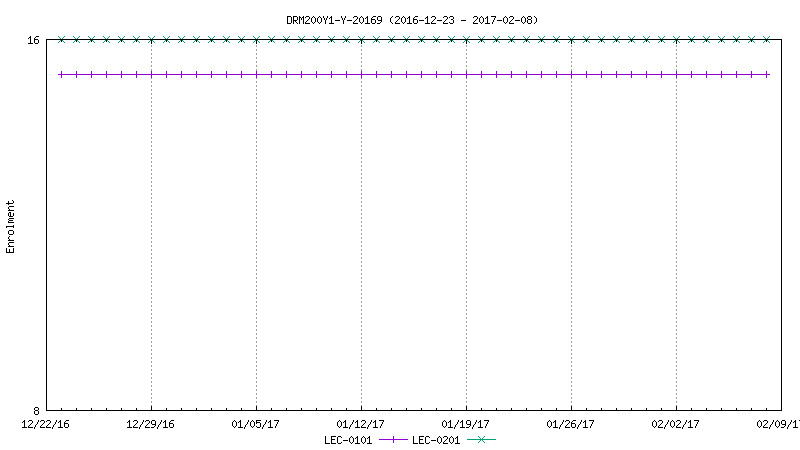 DRM200Y1-Y-20169 (2016-12-23 - 2017-02-08)
16
Enrolment
8
12/22/16 12/29/16 01/05/17 01/12/17 01/19/17 01/26/17 02/02/17 02/09/17
LEC-0101 LEC-0201